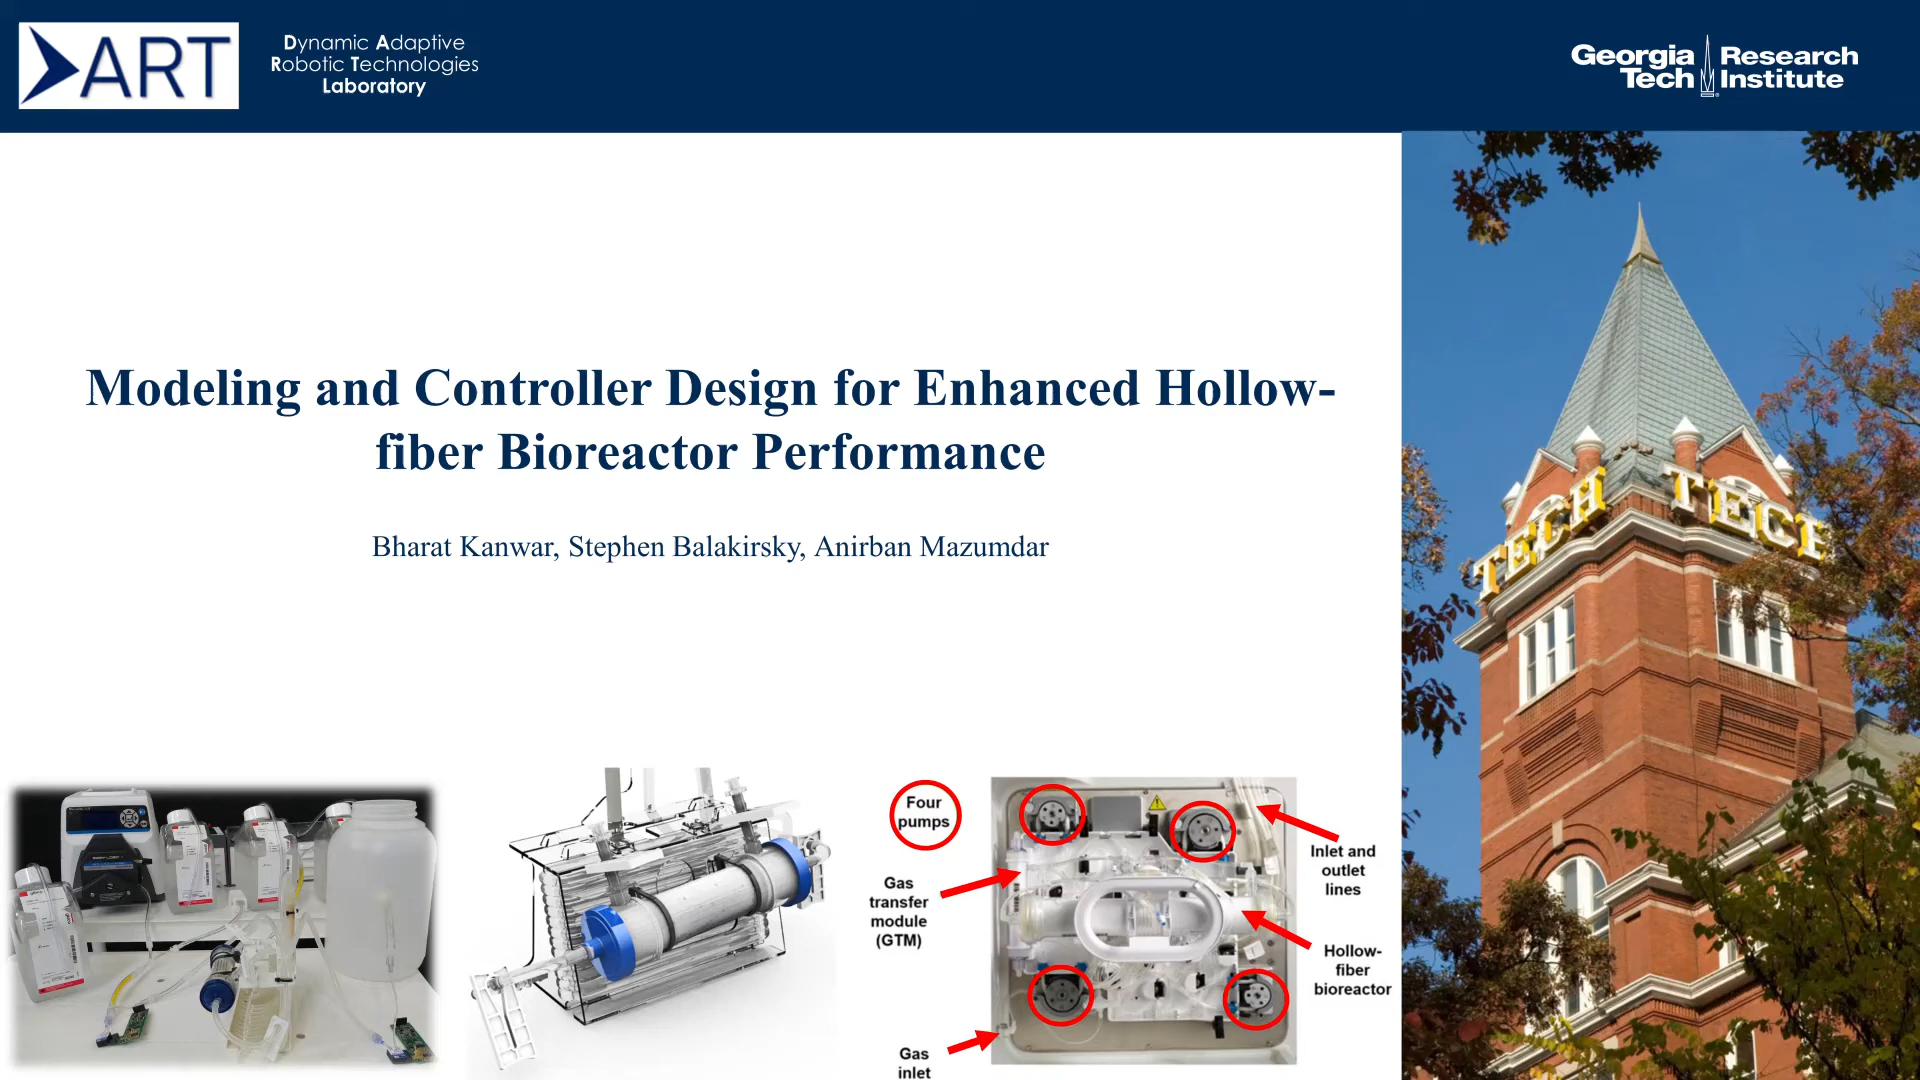 ART
Dynamic Adaptive
Robotic Technologies
Laboratory
Georgia Tech
Research Institute
Modeling and Controller Design for Enhanced Hollow-
fiber Bioreactor Performance
Bharat Kanwar, Stephen Balakirsky, Anirban Mazumdar
Four
pumps
Gas
transfer
module
(GTM)
Gas
inlet
Inlet and
outlet
lines
Hollow-
fiber
bioreactor
TECH
TECH